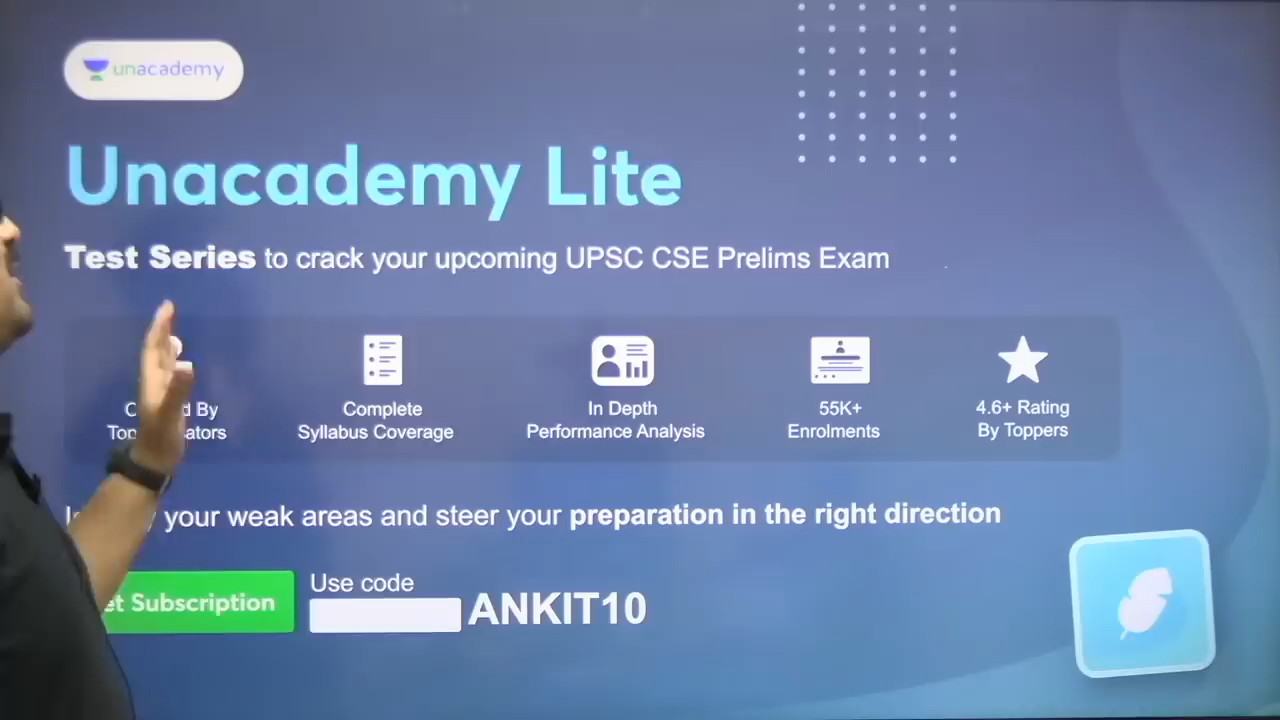 unacademy
Unacademy Lite
Test Series to crack your upcoming UPSC CSE Prelims Exam
By
Complete
Syllabus Coverage
In Depth
Performance Analysis
55K+
Enrolments
4.6+ Rating
By Toppers
your weak areas and steer your preparation in the right direction
Subscription
Use code
ANKIT10